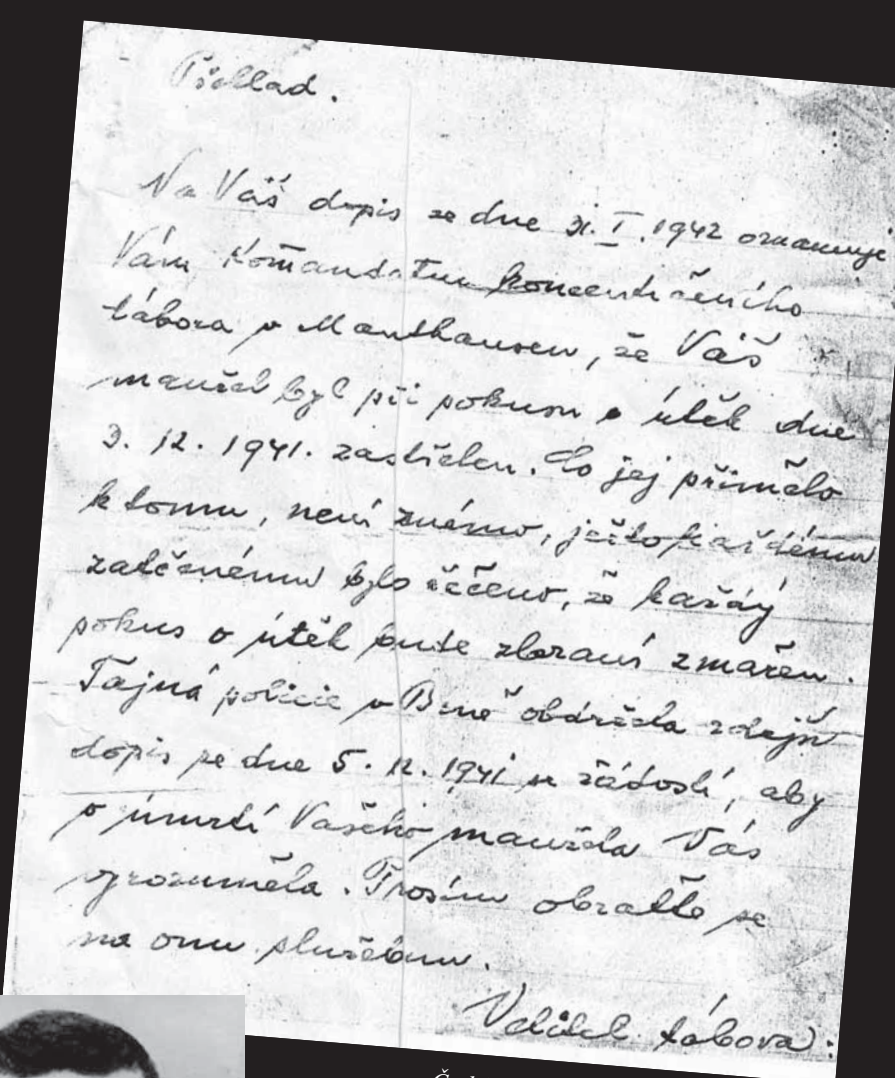 Překlad.
Na Váš dopis ze dne 31. I. 1942 oznamuje
Vám Komandatura koncentračního
tábora v Mauthausen, že Váš
manžel byl při pokusu o útěk dne
3. 12. 1941. zastřelen. Co jej přimělo
k tomu, není známo, ježto každému
zatčenému bylo řečeno, že každý
pokus o útěk bude zbraní zmařen.
Tajná policie v Brně obdržela zdejší
dopis ze dne 5. 12. 1941 se žádostí, aby
o úmrtí Vašeho manžela Vás
vyrozuměla. Prosím obraťte se
na onu služebnu.
Velitel tábora: